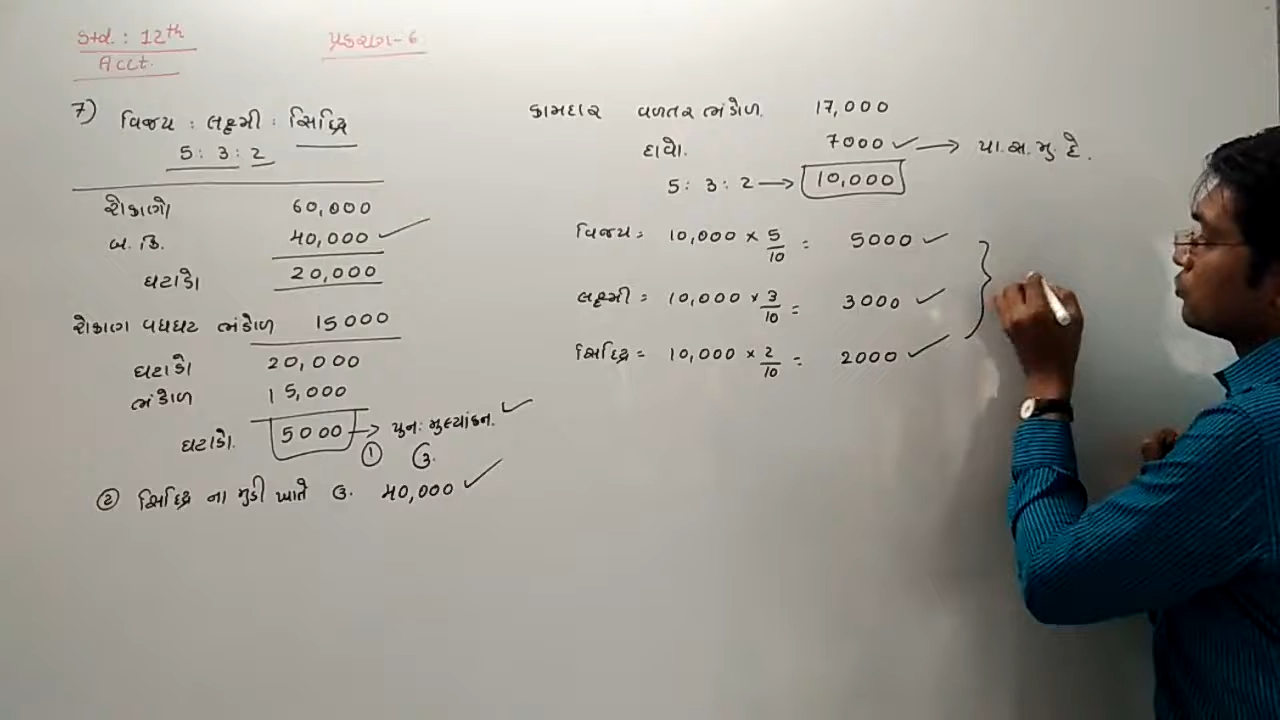 Std. : 12th
Acct.
પ્રકરણ-૬
7) વિજય : લક્ષ્મી : સિધ્ધિ
5 : 3 : 2
રોકાણો 60,000
બ. કિ. 40,000
ઘટાડો 20,000
રોકાણ વધઘટ ભંડોળ 15000
ઘટાડો 20,000
ભંડોળ 15,000
ઘટાડો. 5000 → પુન: મુલ્યાંકન.
① ઉ.
② સિધ્ધિ ના મુડી ખાતે ઉ. 40,000
કામદાર વળતર ભંડોળ. 17,000
દાવો. 7000 → પા.સ.મુ.દે.
5 : 3 : 2 → 10,000
વિજય = 10,000 × 5/10 = 5000
લક્ષ્મી = 10,000 × 3/10 = 3000
સિધ્ધિ = 10,000 × 2/10 = 2000